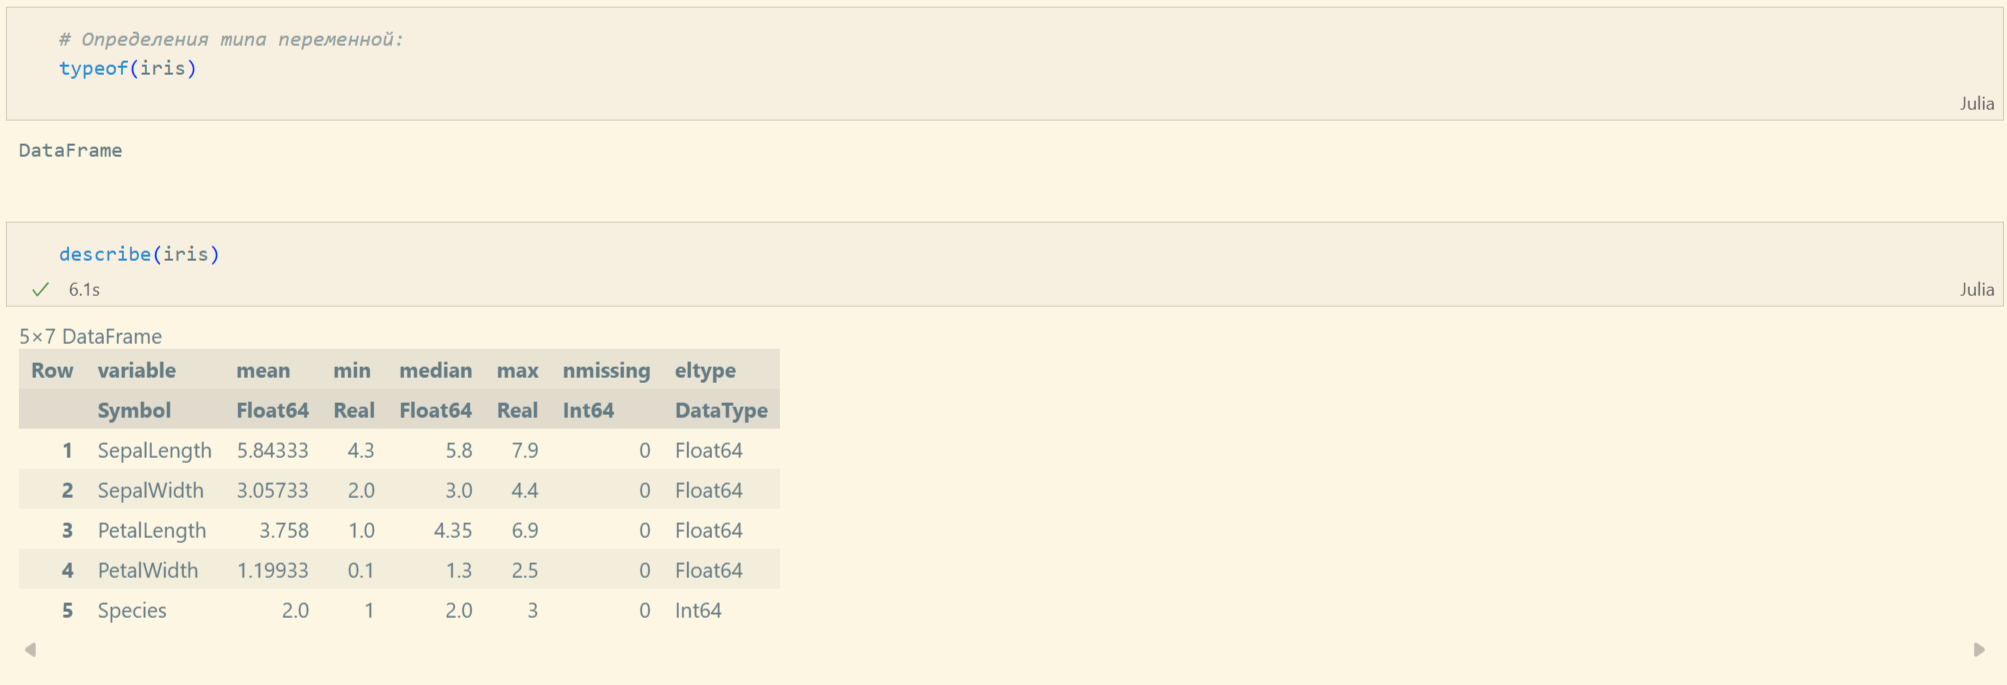 # Определения типа переменной:
typeof(iris)
Julia
DataFrame
describe(iris)
6.1s
Julia
5×7 DataFrame
Row variable mean min median max nmissing eltype
Symbol Float64 Real Float64 Real Int64 DataType
1 SepalLength 5.84333 4.3 5.8 7.9 0 Float64
2 SepalWidth 3.05733 2.0 3.0 4.4 0 Float64
3 PetalLength 3.758 1.0 4.35 6.9 0 Float64
4 PetalWidth 1.19933 0.1 1.3 2.5 0 Float64
5 Species 2.0 1 2.0 3 0 Int64